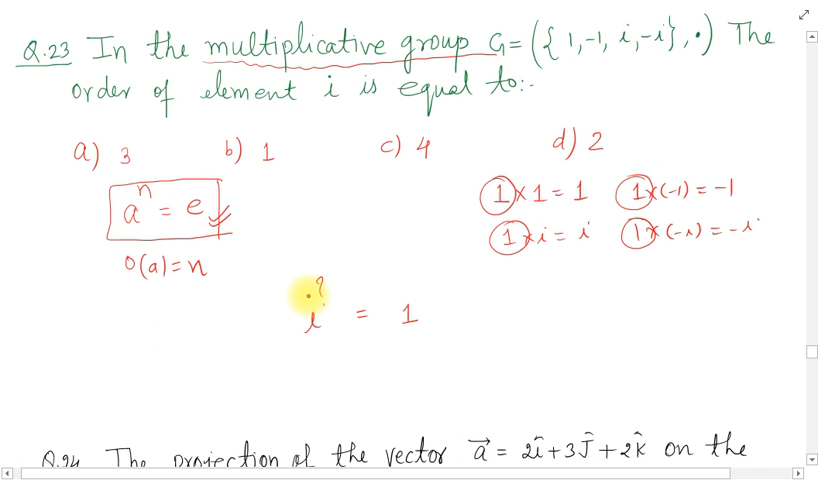 Q.23 In the multiplicative group G=({1,-1, i,-i}, •) The
order of element i is equal to:-
a) 3 b) 1 c) 4 d) 2
aⁿ = e
O(a)=n
1 × 1 = 1 1×(-1) = -1
1 × i = i 1×(-i) = -i
i^? = 1
Q.24 The projection of the vector a⃗ = 2î+3Ĵ+2k̂ on the